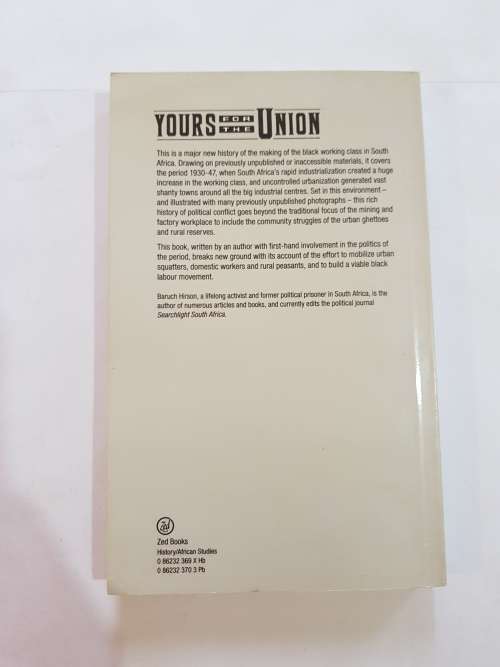 YOURS FOR THE UNION
This is a major new history of the making of the black working class in South
Africa. Drawing on previously unpublished or inaccessible materials, it covers
the period 1930–47, when South Africa's rapid industrialization created a huge
increase in the working class, and uncontrolled urbanization generated vast
shanty towns around all the big industrial centres. Set in this environment –
and illustrated with many previously unpublished photographs – this rich
history of political conflict goes beyond the traditional focus of the mining and
factory workplace to include the community struggles of the urban ghettoes
and rural reserves.
This book, written by an author with first-hand involvement in the politics of
the period, breaks new ground with its account of the effort to mobilize urban
squatters, domestic workers and rural peasants, and to build a viable black
labour movement.
Baruch Hirson, a lifelong activist and former political prisoner in South Africa, is the
author of numerous articles and books, and currently edits the political journal
Searchlight South Africa.
Zed
Zed Books
History/African Studies
0 86232 369 X Hb
0 86232 370 3 Pb